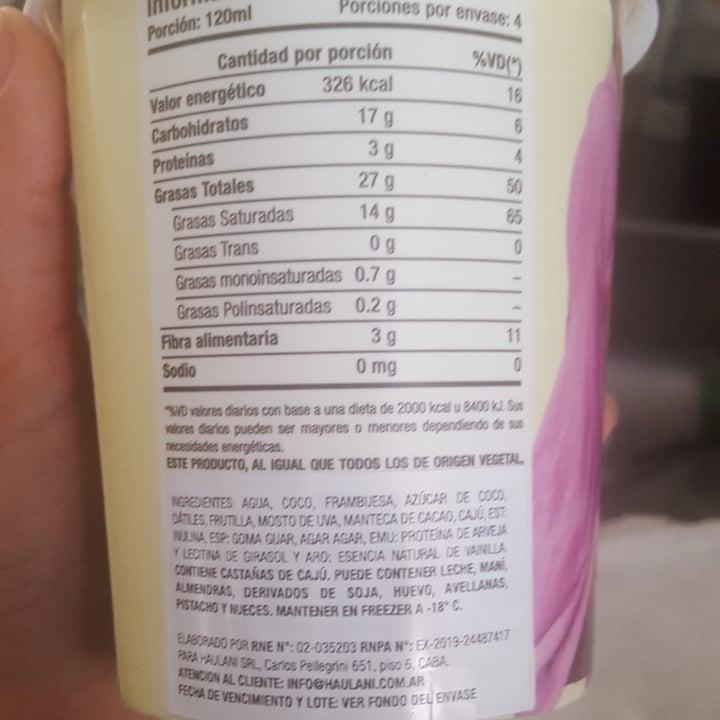 Porción: 120ml Porciones por envase: 4
Cantidad por porción %VD(*)
Valor energético 326 kcal 16
Carbohidratos 17 g 6
Proteínas 3 g 4
Grasas Totales 27 g 50
Grasas Saturadas 14 g 65
Grasas Trans 0 g 0
Grasas monoinsaturadas 0.7 g –
Grasas Polinsaturadas 0.2 g –
Fibra alimentaria 3 g 11
Sodio 0 mg 0
*%VD valores diarios con base a una dieta de 2000 kcal u 8400 kJ. Sus
valores diarios pueden ser mayores o menores dependiendo de sus
necesidades energéticas.
ESTE PRODUCTO, AL IGUAL QUE TODOS LOS DE ORIGEN VEGETAL,
INGREDIENTES: AGUA, COCO, FRAMBUESA, AZÚCAR DE COCO,
DÁTILES, FRUTILLA, MOSTO DE UVA, MANTECA DE CACAO, CAJÚ, EST:
INULINA, ESP: GOMA GUAR, AGAR AGAR, EMU: PROTEÍNA DE ARVEJA
Y LECITINA DE GIRASOL Y ARO: ESENCIA NATURAL DE VAINILLA.
CONTIENE CASTAÑAS DE CAJÚ. PUEDE CONTENER LECHE, MANÍ,
ALMENDRAS, DERIVADOS DE SOJA, HUEVO, AVELLANAS,
PISTACHO Y NUECES. MANTENER EN FREEZER A -18° C.
ELABORADO POR RNE N°: 02-035203 RNPA N°: EX-2019-24487417
PARA HAULANI SRL, Carlos Pellegrini 651, piso 6, CABA.
ATENCION AL CLIENTE: INFO@HAULANI.COM.AR
FECHA DE VENCIMIENTO Y LOTE: VER FONDO DEL ENVASE